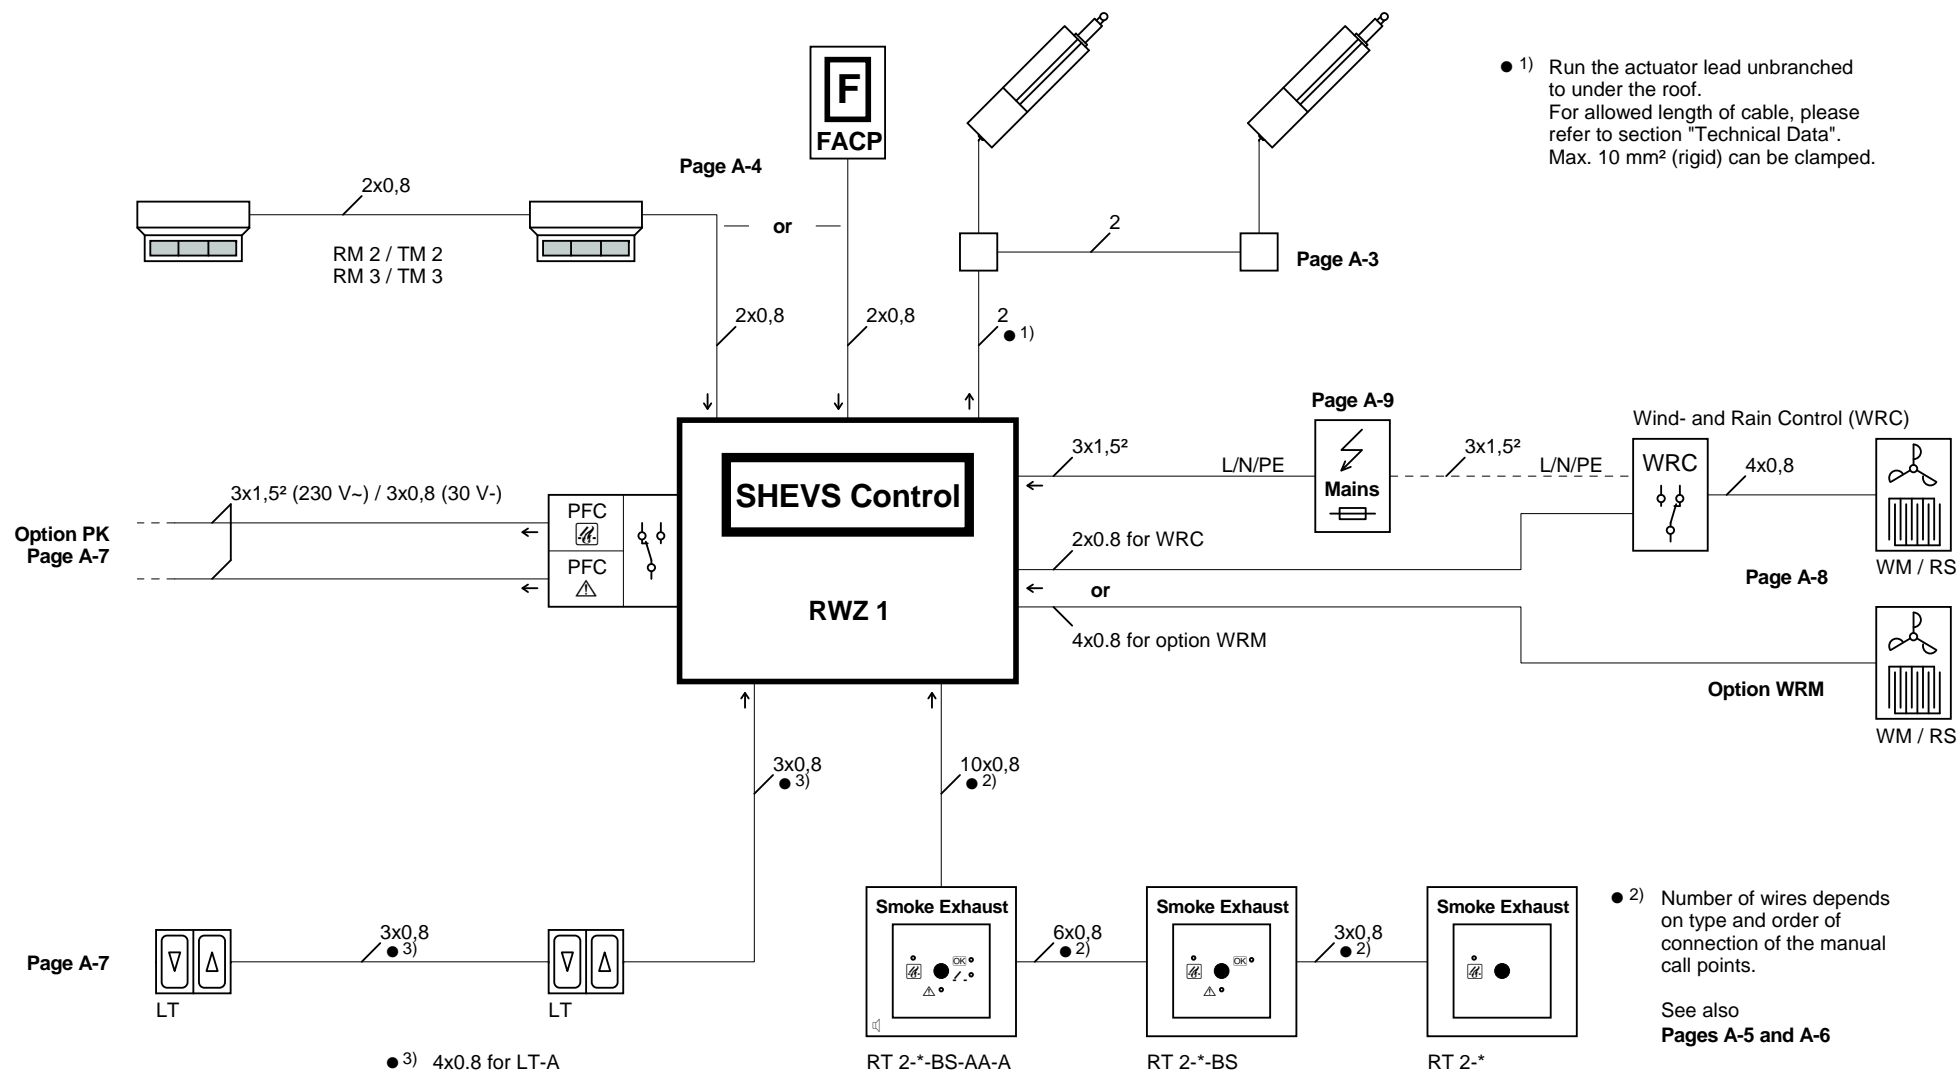 F
FACP
● 1) Run the actuator lead unbranched
to under the roof.
For allowed length of cable, please
refer to section "Technical Data".
Max. 10 mm² (rigid) can be clamped.
Page A-4
2x0,8
or
2
RM 2 / TM 2
RM 3 / TM 3
Page A-3
2x0,8
2x0,8
2
● 1)
Page A-9
Wind- and Rain Control (WRC)
3x1,5²
L/N/PE
Mains
3x1,5²
L/N/PE
WRC
4x0,8
WM / RS
SHEVS Control
RWZ 1
3x1,5² (230 V~) / 3x0,8 (30 V-)
PFC
PFC
Option PK
Page A-7
2x0.8 for WRC
Page A-8
or
4x0.8 for option WRM
Option WRM
WM / RS
3x0,8
● 3)
10x0,8
● 2)
Page A-7
LT
3x0,8
● 3)
LT
Smoke Exhaust
OK
6x0,8
● 2)
Smoke Exhaust
OK
3x0,8
● 2)
Smoke Exhaust
● 2) Number of wires depends
on type and order of
connection of the manual
call points.
See also
Pages A-5 and A-6
● 3) 4x0.8 for LT-A
RT 2-*-BS-AA-A
RT 2-*-BS
RT 2-*